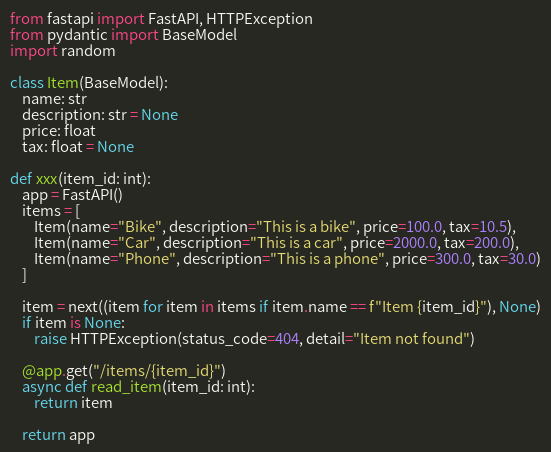 from fastapi import FastAPI, HTTPException
from pydantic import BaseModel
import random

class Item(BaseModel):
    name: str
    description: str = None
    price: float
    tax: float = None

def xxx(item_id: int):
    app = FastAPI()
    items = [
        Item(name="Bike", description="This is a bike", price=100.0, tax=10.5),
        Item(name="Car", description="This is a car", price=2000.0, tax=200.0),
        Item(name="Phone", description="This is a phone", price=300.0, tax=30.0)
    ]

    item = next((item for item in items if item.name == f"Item {item_id}"), None)
    if item is None:
        raise HTTPException(status_code=404, detail="Item not found")

    @app.get("/items/{item_id}")
    async def read_item(item_id: int):
        return item

    return app